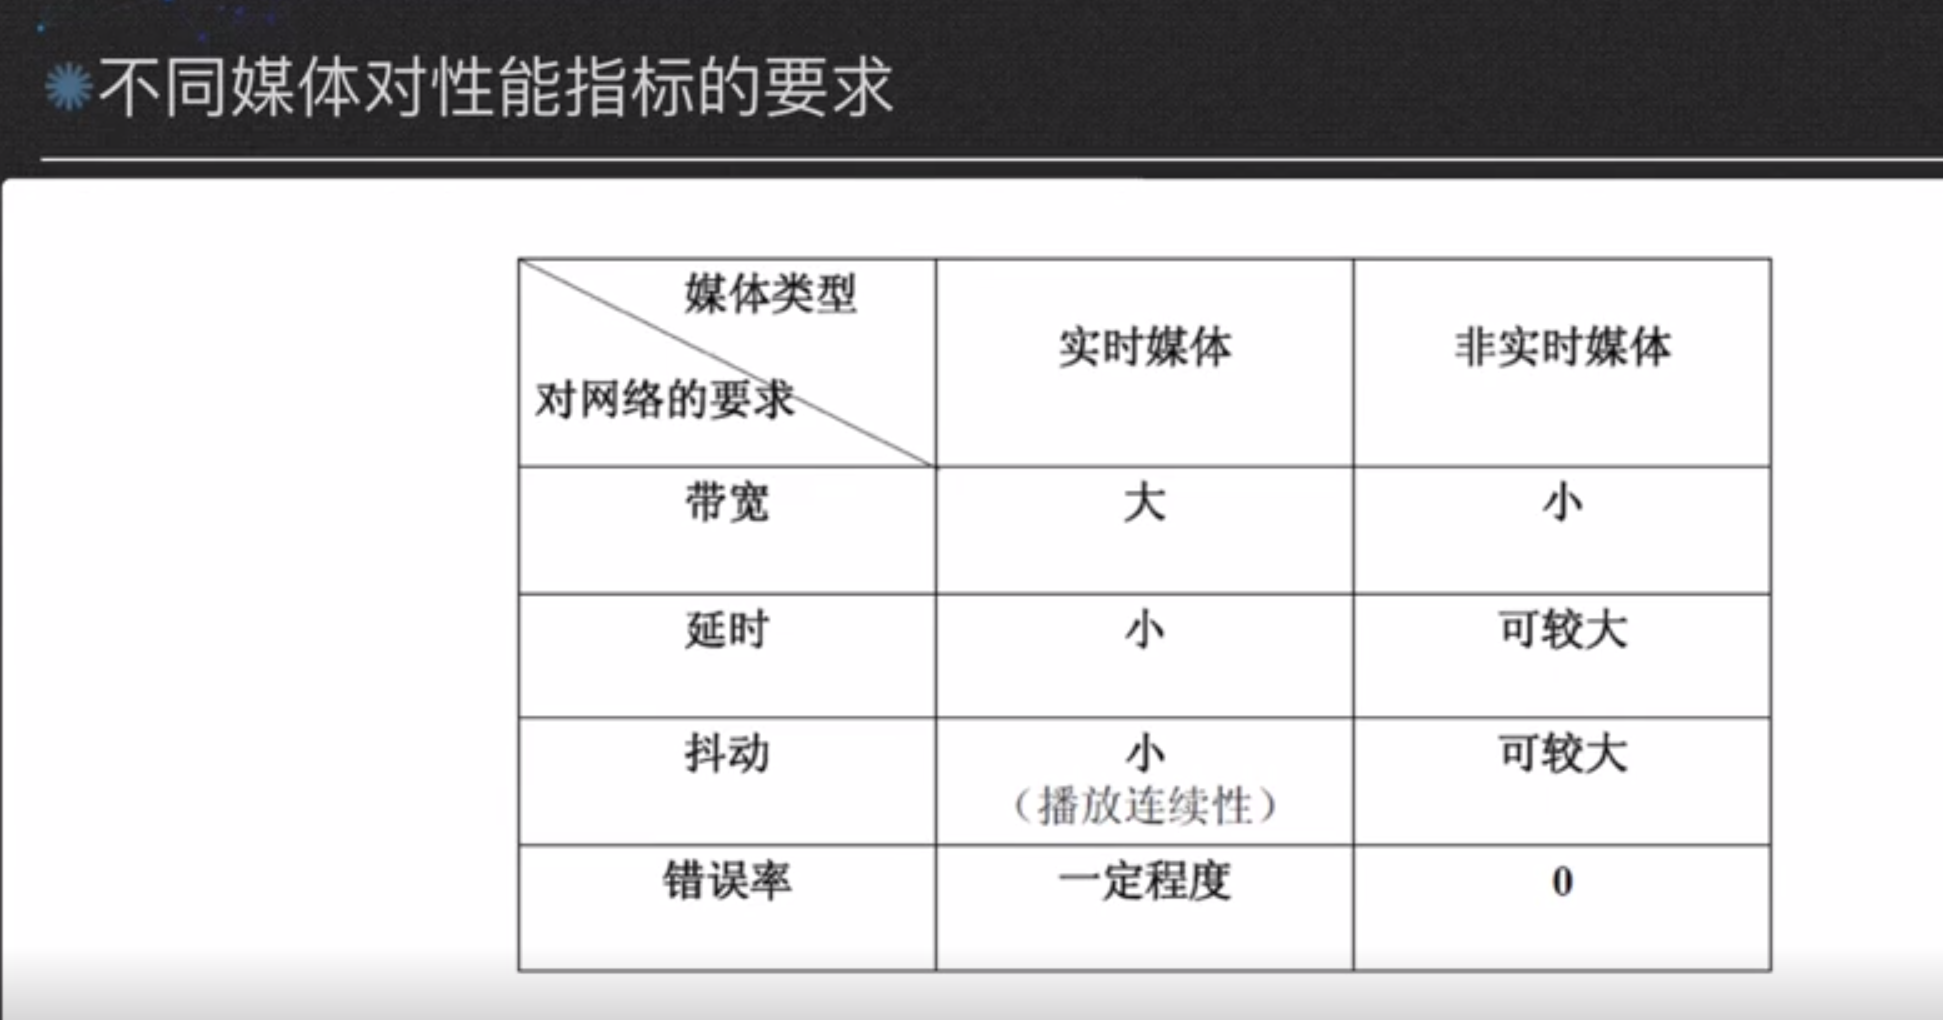 不同媒体对性能指标的要求
媒体类型
对网络的要求
实时媒体
非实时媒体
带宽
大
小
延时
小
可较大
抖动
小
（播放连续性）
可较大
错误率
一定程度
0